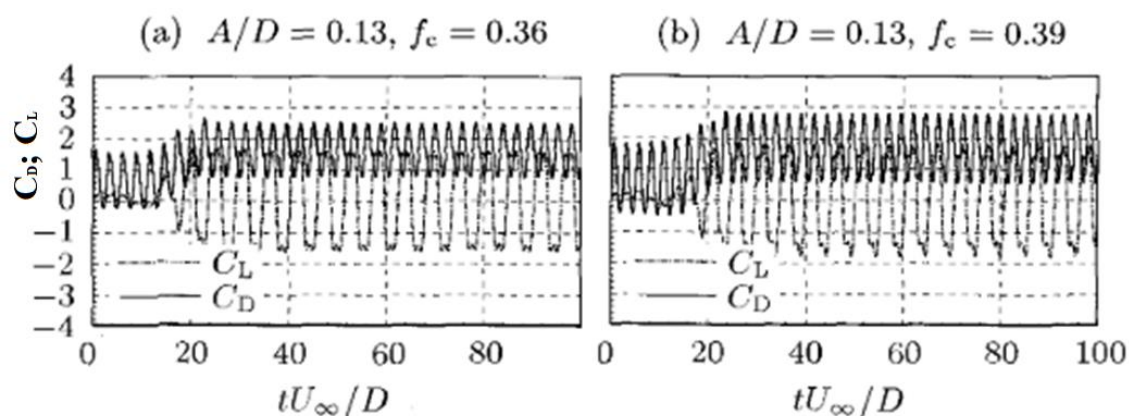 (a) A/D = 0.13, f_c = 0.36
(b) A/D = 0.13, f_c = 0.39
C_D; C_L
4
3
2
1
0
−1
−2
−3
−4
C_L
C_D
C_L
C_D
0 20 40 60 80
0 20 40 60 80 100
tU_∞/D
tU_∞/D